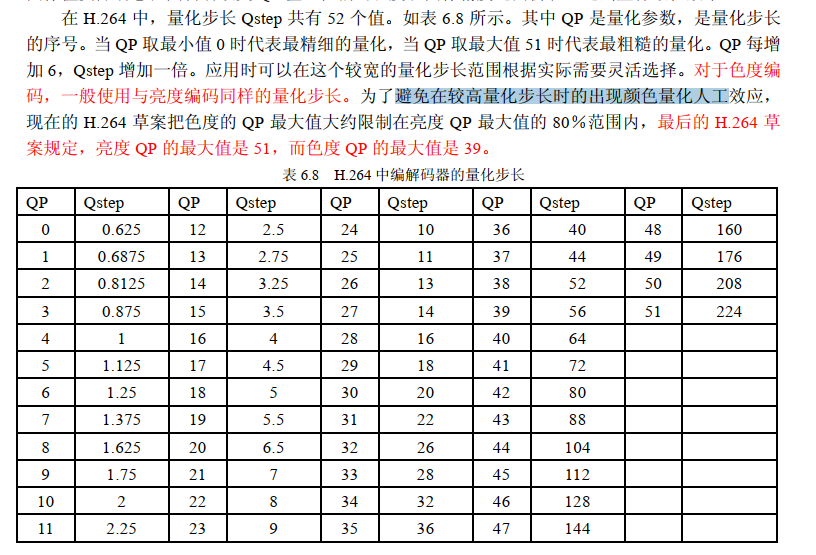 在 H.264 中，量化步长 Qstep 共有 52 个值。如表 6.8 所示。其中 QP 是量化参数，是量化步长
的序号。当 QP 取最小值 0 时代表最精细的量化，当 QP 取最大值 51 时代表最粗糙的量化。QP 每增
加 6，Qstep 增加一倍。应用时可以在这个较宽的量化步长范围根据实际需要灵活选择。对于色度编
码，一般使用与亮度编码同样的量化步长。为了避免在较高量化步长时的出现颜色量化人工效应，
现在的 H.264 草案把色度的 QP 最大值大约限制在亮度 QP 最大值的 80％范围内，最后的 H.264 草
案规定，亮度 QP 的最大值是 51，而色度 QP 的最大值是 39。
表 6.8 H.264 中编解码器的量化步长
QP Qstep QP Qstep QP Qstep QP Qstep QP Qstep
0 0.625 12 2.5 24 10 36 40 48 160
1 0.6875 13 2.75 25 11 37 44 49 176
2 0.8125 14 3.25 26 13 38 52 50 208
3 0.875 15 3.5 27 14 39 56 51 224
4 1 16 4 28 16 40 64
5 1.125 17 4.5 29 18 41 72
6 1.25 18 5 30 20 42 80
7 1.375 19 5.5 31 22 43 88
8 1.625 20 6.5 32 26 44 104
9 1.75 21 7 33 28 45 112
10 2 22 8 34 32 46 128
11 2.25 23 9 35 36 47 144